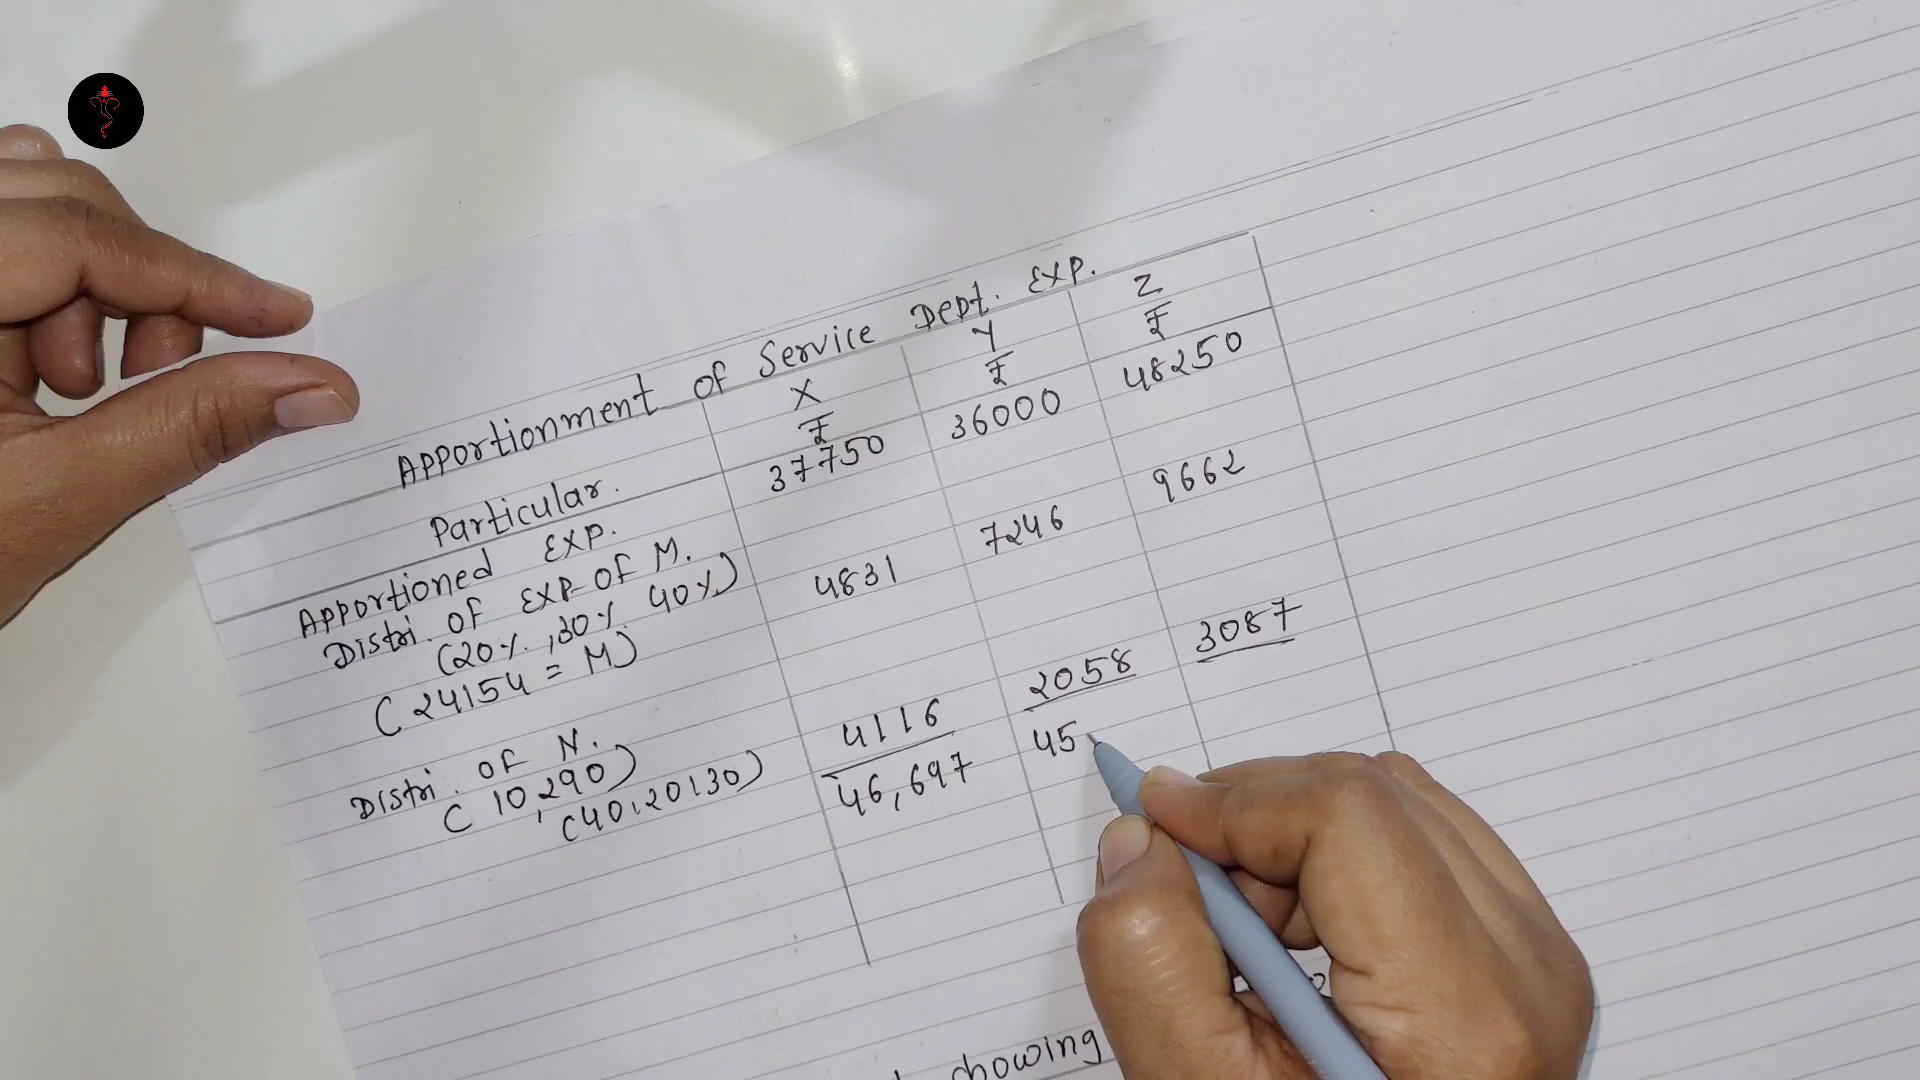 Apportionment of Service Dept. Exp.
Particular. X Y Z
₹ ₹ ₹
Apportioned Exp. 37750 36000 48250
Distri. of Exp of M. 4831 7246 9662
(20%, 30% 40%)
(24154 = M)
Distri. of N. 4116 2058 3087
(10,290) 46,697 45
(40,20,30)
showing